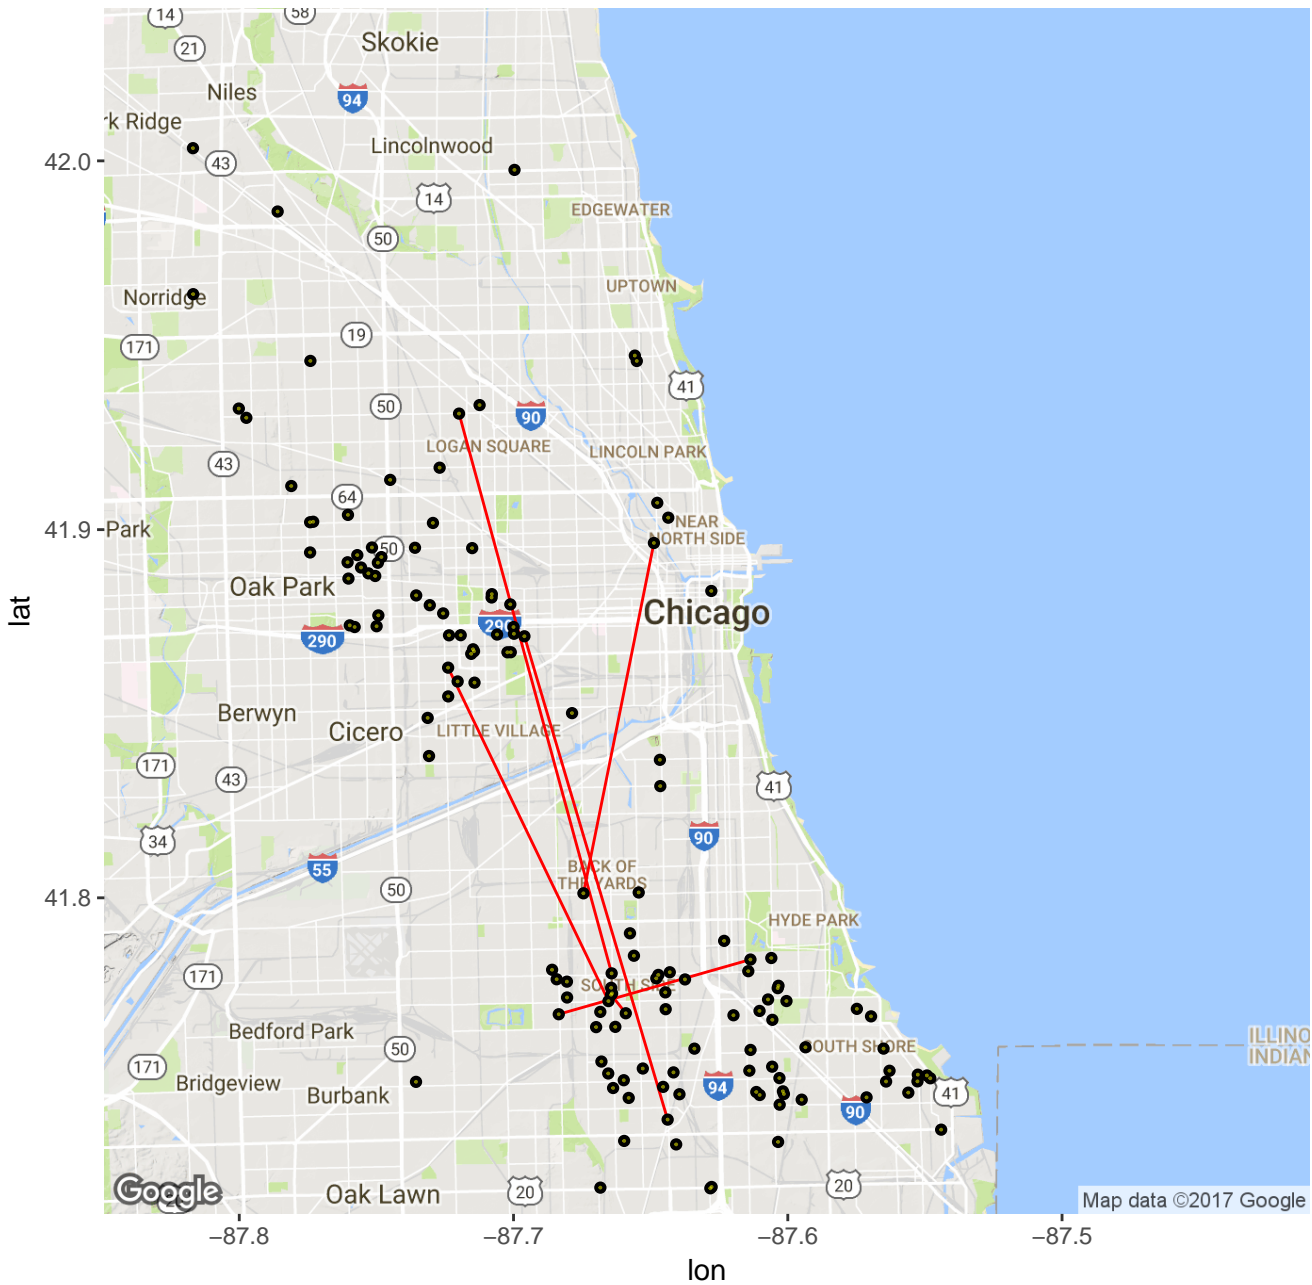 14
58
21
Skokie
94
Niles
rk Ridge
Lincolnwood
42.0
43
14
EDGEWATER
50
UPTOWN
Norridge
19
171
41
50
90
LOGAN SQUARE
LINCOLN PARK
43
64
NEAR
NORTH SIDE
41.9
Park
50
Oak Park
Chicago
290
290
lat
Berwyn
Cicero
LITTLE VILLAGE
171
43
41
34
90
55
BACK OF
THE YARDS
50
41.8
HYDE PARK
171
SOUTH SIDE
Bedford Park
50
SOUTH SHORE
ILLINO
INDIAN
171
Bridgeview
Burbank
94
41
90
Google
Oak Lawn
20
20
Map data ©2017 Google
−87.8
−87.7
−87.6
−87.5
lon